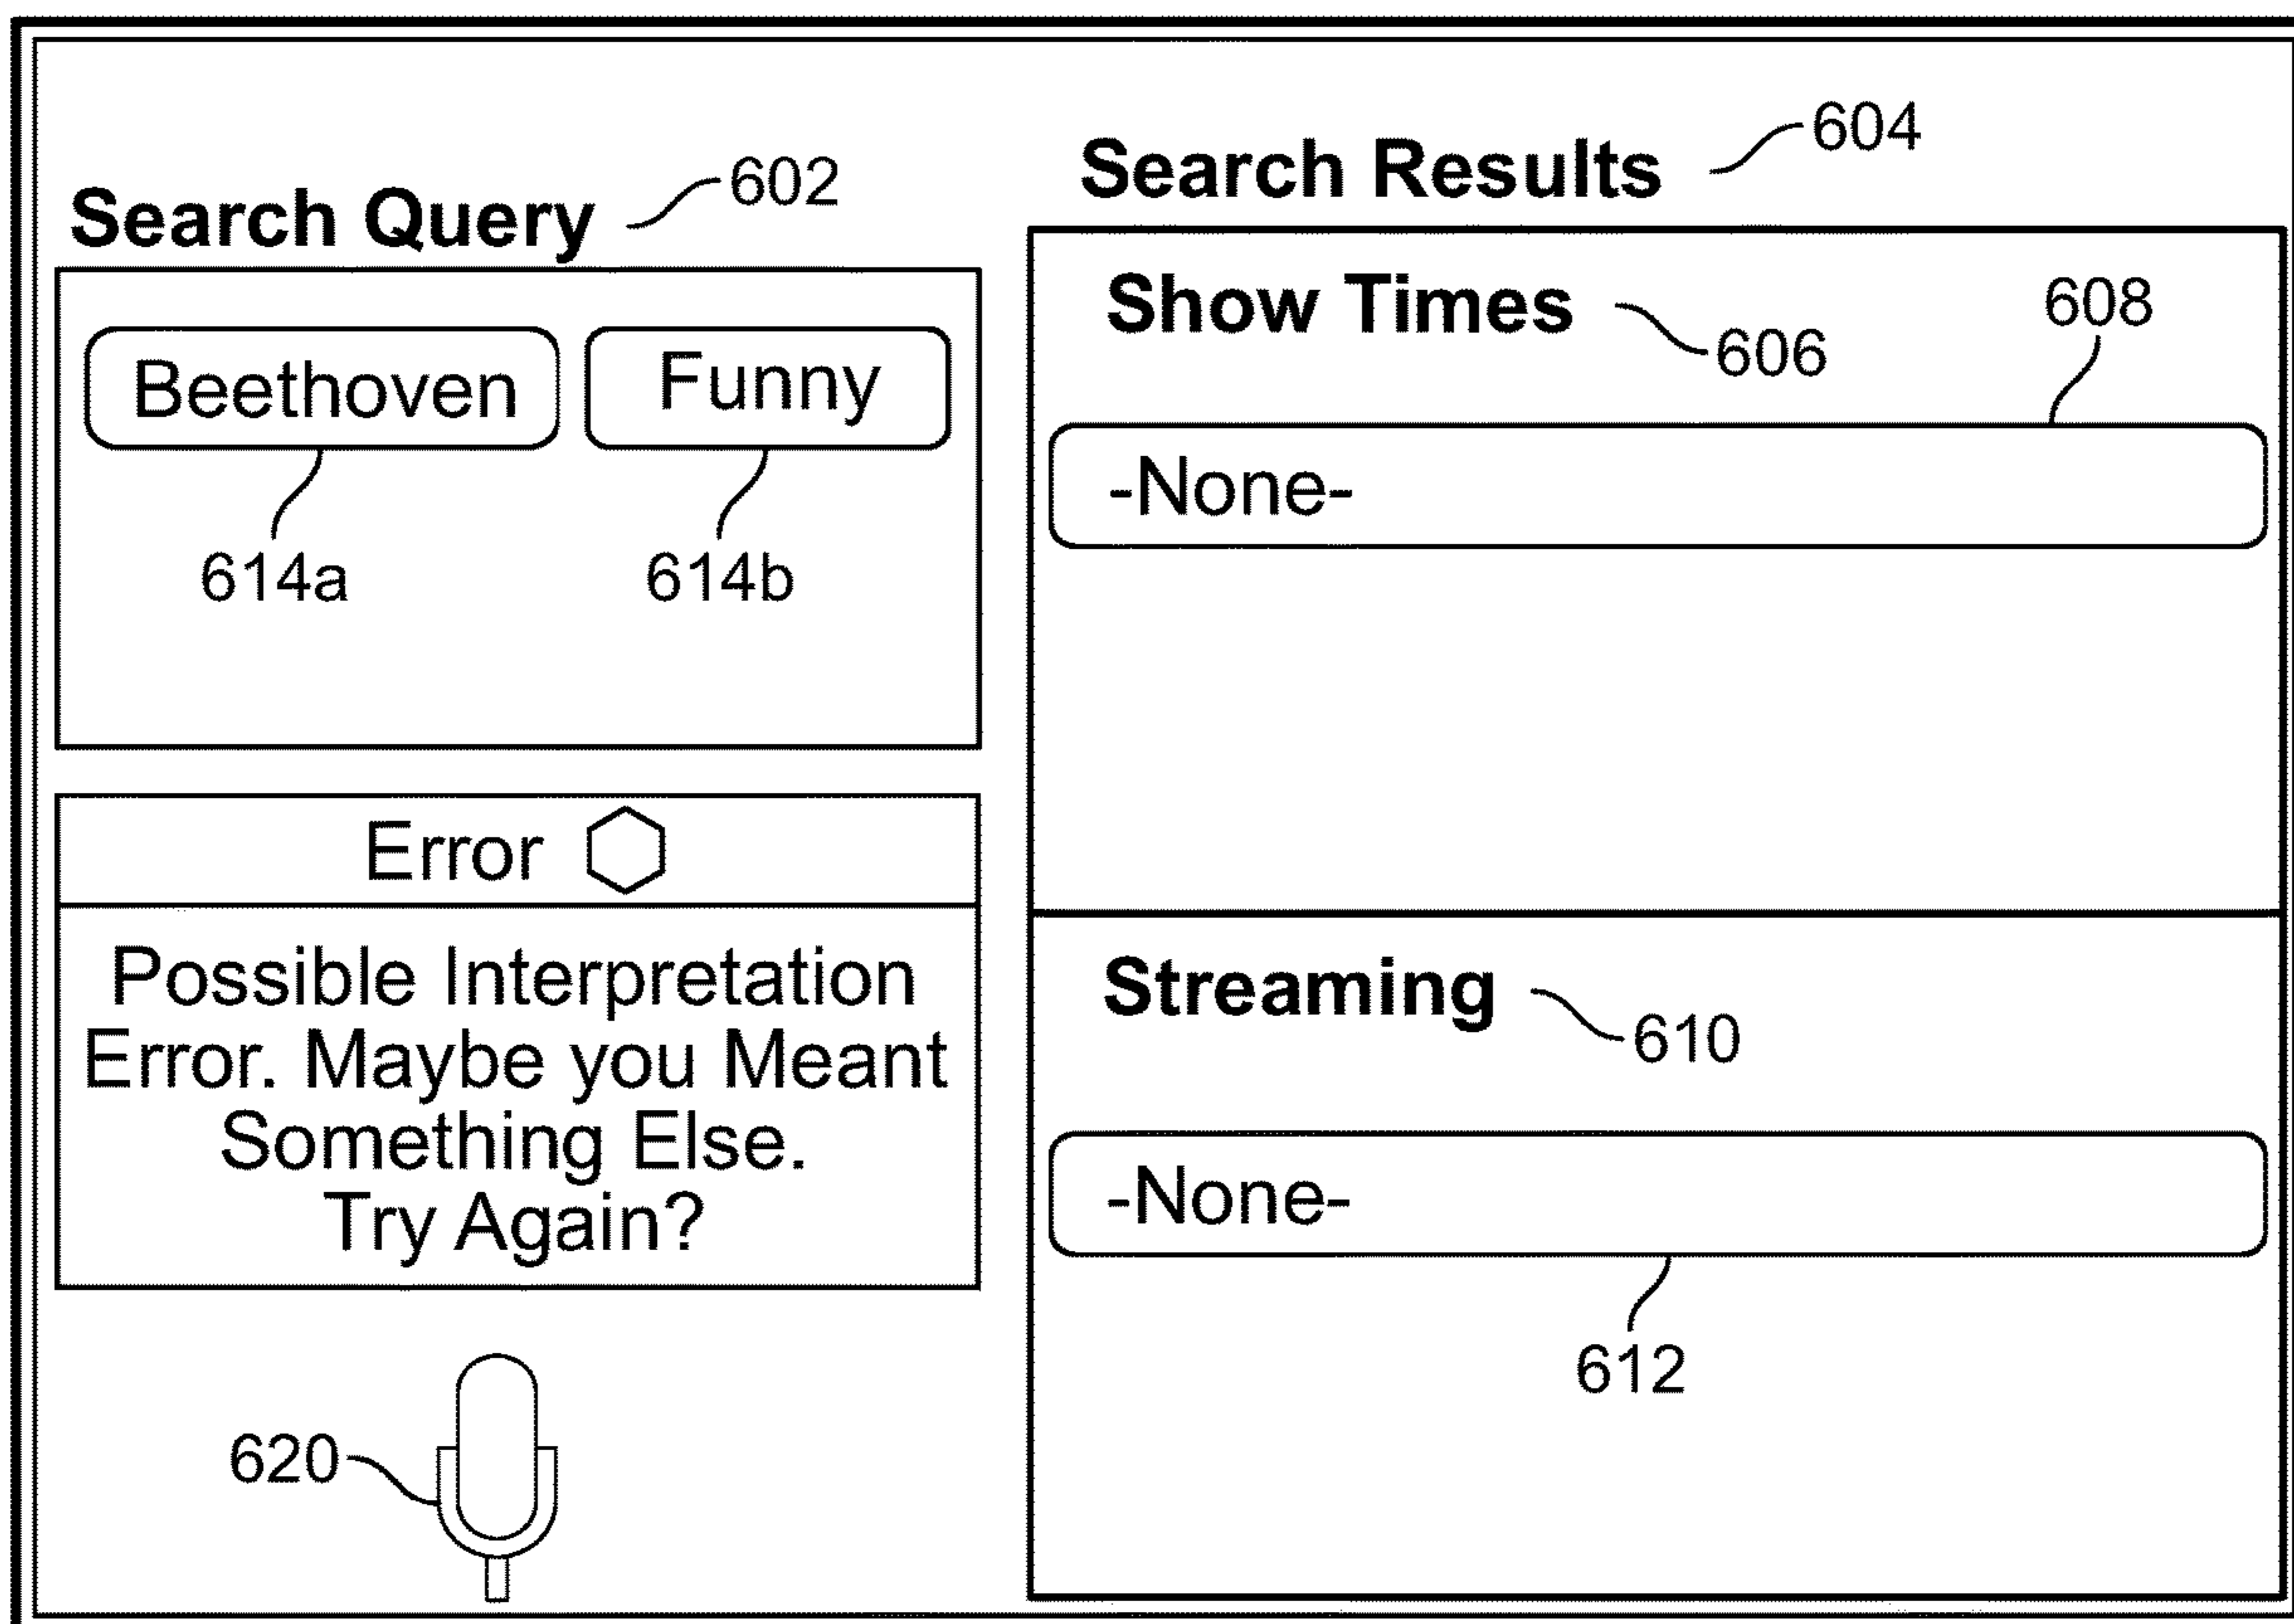 Search Query 602
Beethoven Funny
614a 614b
Error
Possible Interpretation
Error. Maybe you Meant
Something Else.
Try Again?
620
Search Results 604
Show Times 606
608
-None-
Streaming 610
-None-
612